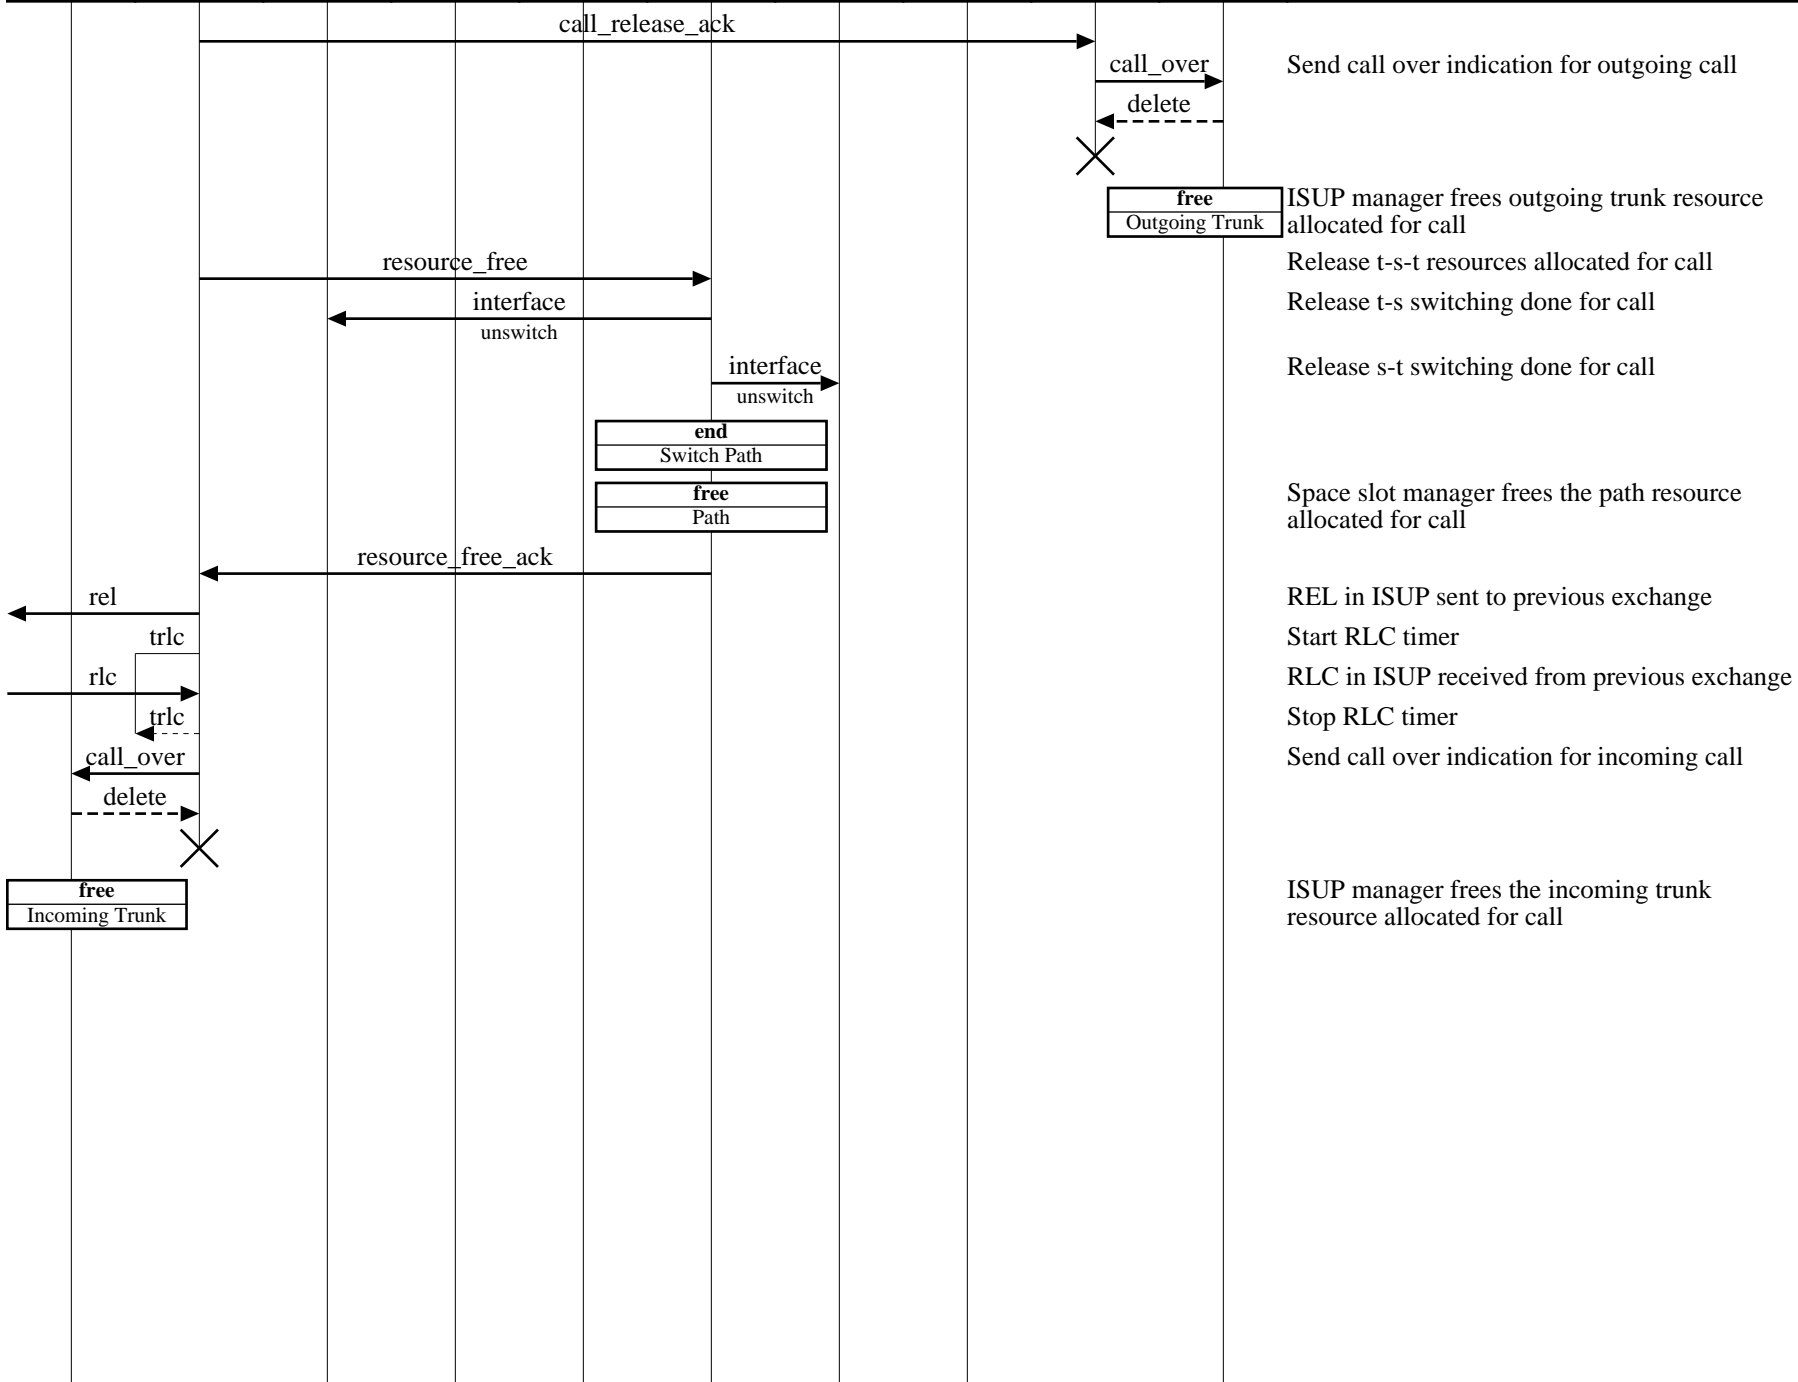 call_release_ack
call_over
Send call over indication for outgoing call
delete
free
Outgoing Trunk
ISUP manager frees outgoing trunk resource
allocated for call
resource_free
Release t-s-t resources allocated for call
interface
unswitch
Release t-s switching done for call
interface
unswitch
Release s-t switching done for call
end
Switch Path
free
Path
Space slot manager frees the path resource
allocated for call
resource_free_ack
rel
REL in ISUP sent to previous exchange
trlc
Start RLC timer
rlc
RLC in ISUP received from previous exchange
trlc
Stop RLC timer
call_over
Send call over indication for incoming call
delete
free
Incoming Trunk
ISUP manager frees the incoming trunk
resource allocated for call